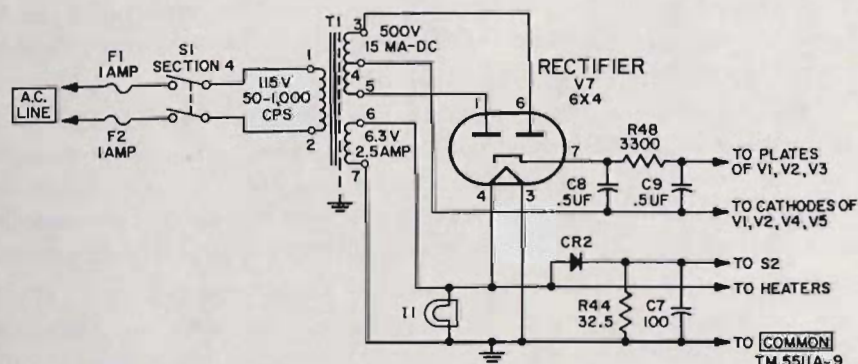 T1
3
500V
15 MA-DC
4
5
F1
1 AMP
S1
SECTION 4
1
115 V
50-1,000
CPS
2
A.C.
LINE
F2
1 AMP
6
6.3 V
2.5 AMP
7
RECTIFIER
V7
6X4
1
6
7
4
3
R48
3300
C8
.5UF
C9
.5UF
TO PLATES
OF V1, V2, V3
TO CATHODES OF
V1, V2, V4, V5
CR2
TO S2
TO HEATERS
I1
R44
32.5
C7
100
TO COMMON
TM 5511A-9